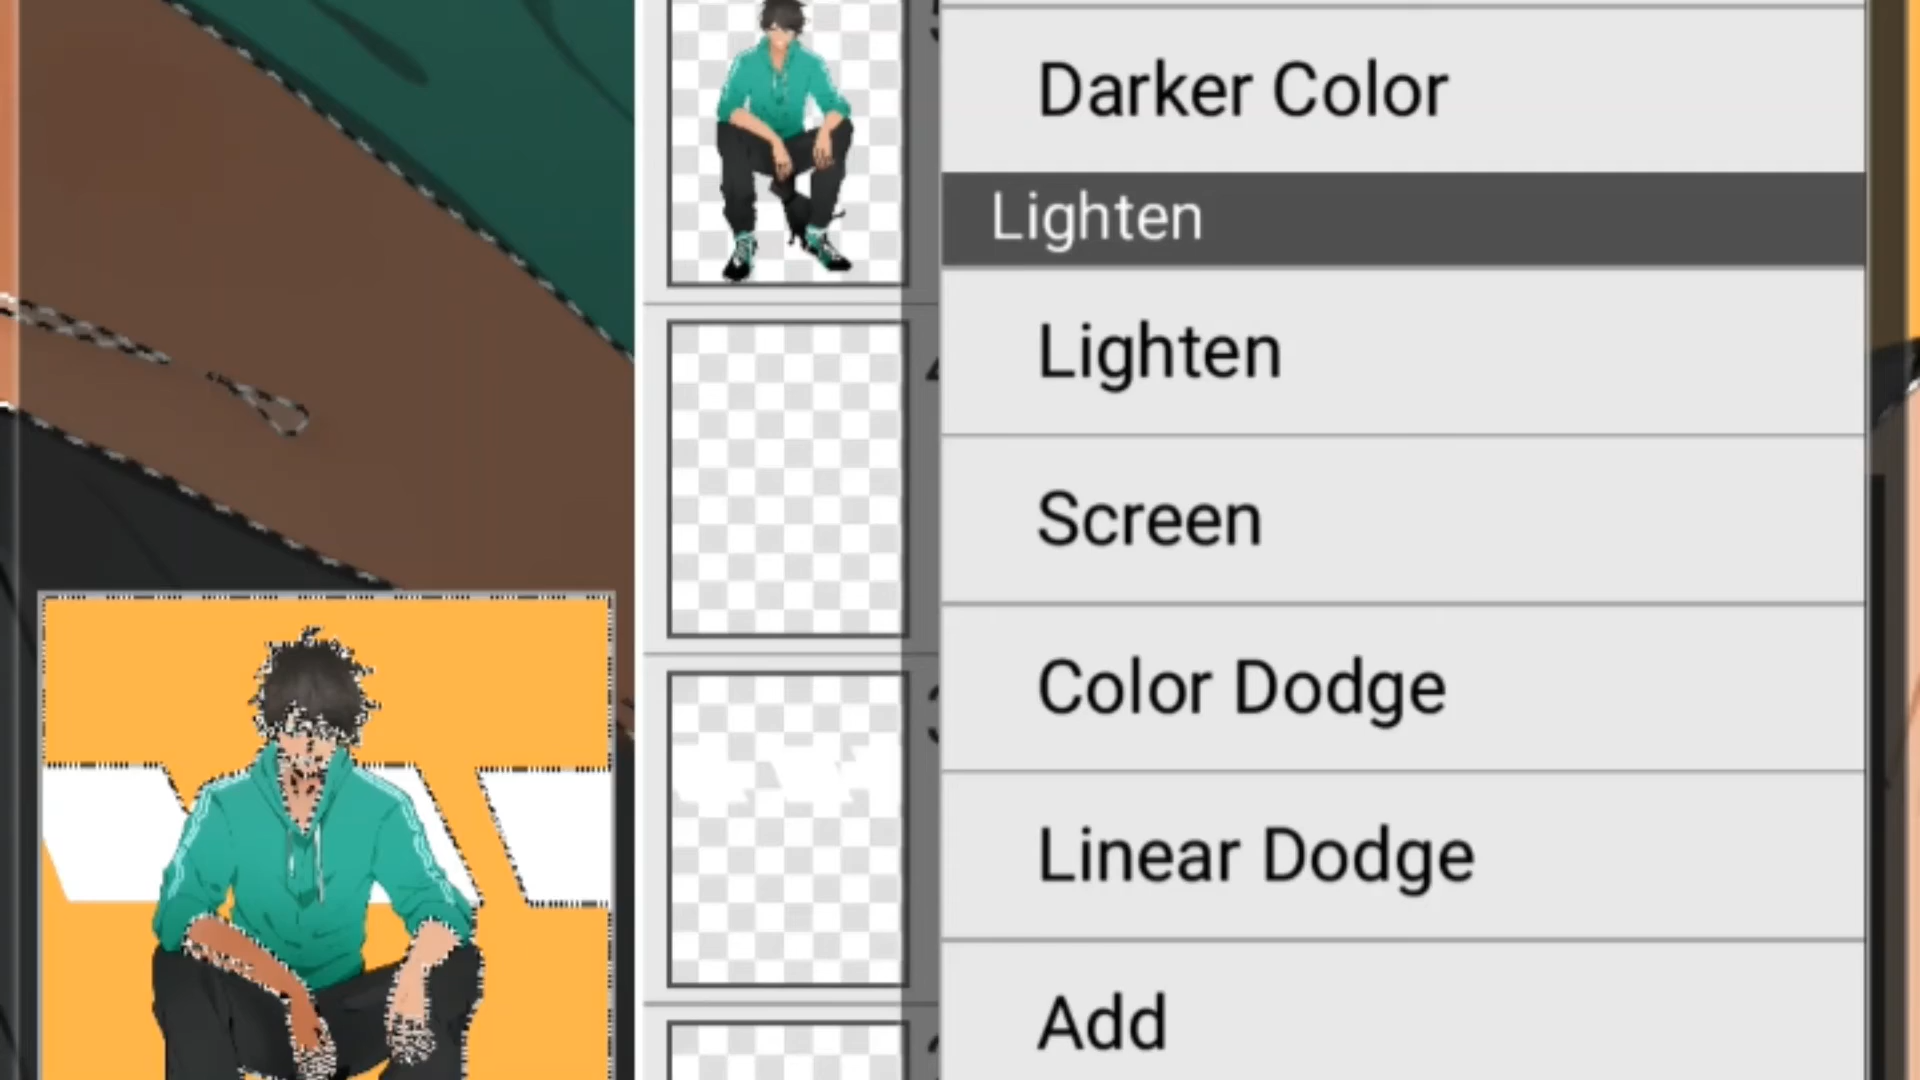 Darker Color
Lighten
Lighten
Screen
Color Dodge
Linear Dodge
Add